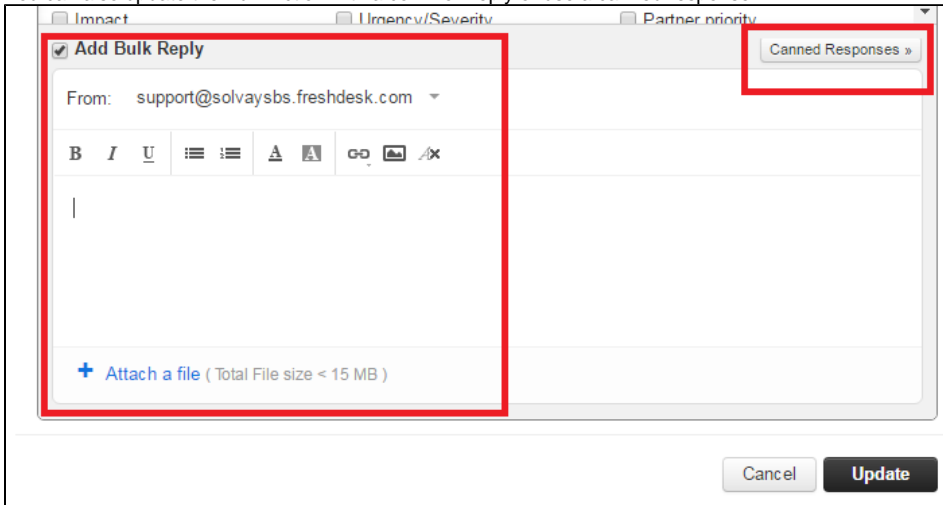 Impact Urgency/Severity Partner priority
Add Bulk Reply Canned Responses »
From: support@solvaysbs.freshdesk.com
B I U A A A
Attach a file ( Total File size < 15 MB )
Cancel Update